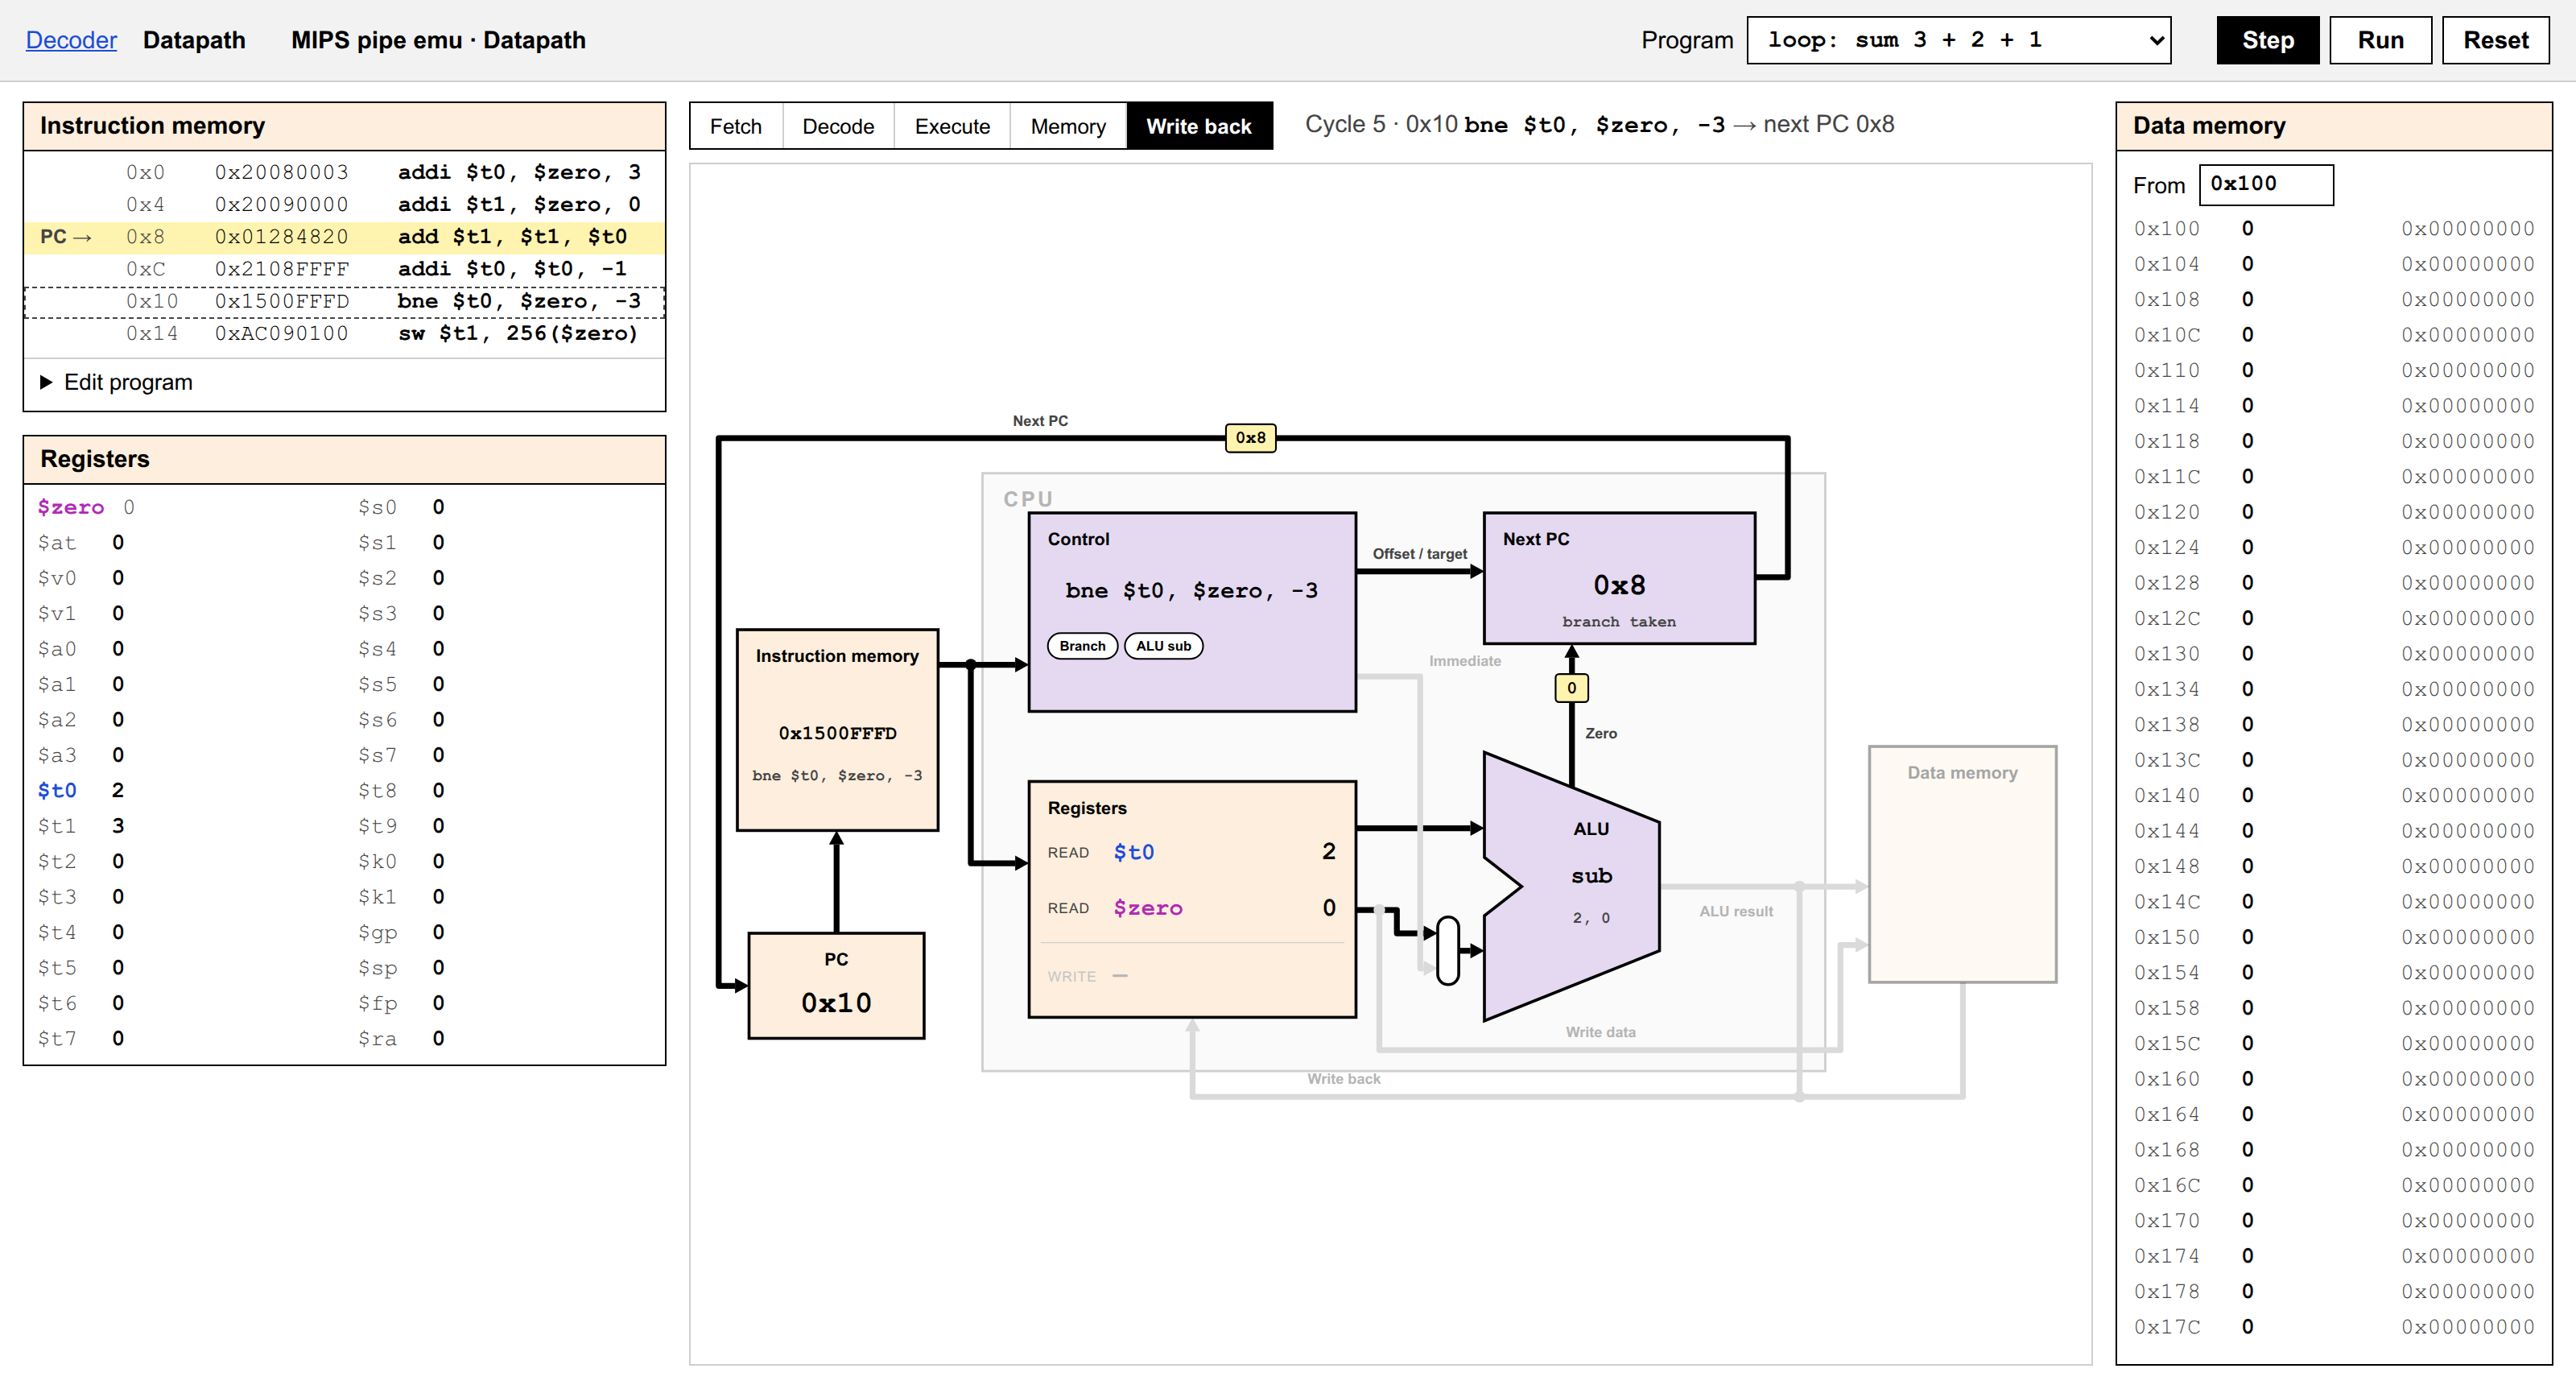 Decoder Datapath MIPS pipe emu · Datapath Program loop: sum 3 + 2 + 1 Step Run Reset
Instruction memory
0x0 0x20080003 addi $t0, $zero, 3
0x4 0x20090000 addi $t1, $zero, 0
PC → 0x8 0x01284820 add $t1, $t1, $t0
0xC 0x2108FFFF addi $t0, $t0, -1
0x10 0x1500FFFD bne $t0, $zero, -3
0x14 0xAC090100 sw $t1, 256($zero)
Edit program
Registers
$zero 0 $s0 0
$at 0 $s1 0
$v0 0 $s2 0
$v1 0 $s3 0
$a0 0 $s4 0
$a1 0 $s5 0
$a2 0 $s6 0
$a3 0 $s7 0
$t0 2 $t8 0
$t1 3 $t9 0
$t2 0 $k0 0
$t3 0 $k1 0
$t4 0 $gp 0
$t5 0 $sp 0
$t6 0 $fp 0
$t7 0 $ra 0
Fetch Decode Execute Memory Write back Cycle 5 · 0x10 bne $t0, $zero, -3 → next PC 0x8
Next PC
0x8
CPU
Control
bne $t0, $zero, -3
Branch ALU sub
Offset / target
Next PC
0x8
branch taken
Immediate
0
Zero
Instruction memory
0x1500FFFD
bne $t0, $zero, -3
PC
0x10
Registers
READ $t0 2
READ $zero 0
WRITE —
ALU
sub
2, 0
ALU result
Data memory
Write data
Write back
Data memory
From 0x100
0x100 0 0x00000000
0x104 0 0x00000000
0x108 0 0x00000000
0x10C 0 0x00000000
0x110 0 0x00000000
0x114 0 0x00000000
0x118 0 0x00000000
0x11C 0 0x00000000
0x120 0 0x00000000
0x124 0 0x00000000
0x128 0 0x00000000
0x12C 0 0x00000000
0x130 0 0x00000000
0x134 0 0x00000000
0x138 0 0x00000000
0x13C 0 0x00000000
0x140 0 0x00000000
0x144 0 0x00000000
0x148 0 0x00000000
0x14C 0 0x00000000
0x150 0 0x00000000
0x154 0 0x00000000
0x158 0 0x00000000
0x15C 0 0x00000000
0x160 0 0x00000000
0x164 0 0x00000000
0x168 0 0x00000000
0x16C 0 0x00000000
0x170 0 0x00000000
0x174 0 0x00000000
0x178 0 0x00000000
0x17C 0 0x00000000